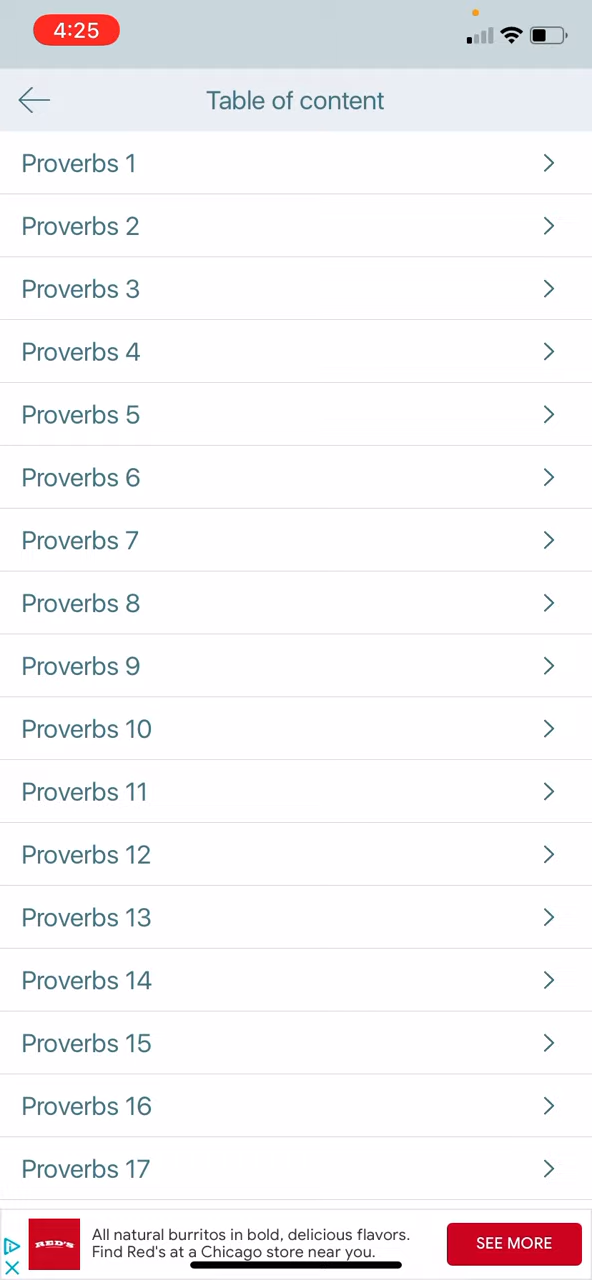 4:25
Table of content
Proverbs 1
Proverbs 2
Proverbs 3
Proverbs 4
Proverbs 5
Proverbs 6
Proverbs 7
Proverbs 8
Proverbs 9
Proverbs 10
Proverbs 11
Proverbs 12
Proverbs 13
Proverbs 14
Proverbs 15
Proverbs 16
Proverbs 17
RED'S
All natural burritos in bold, delicious flavors.
Find Red's at a Chicago store near you.
SEE MORE